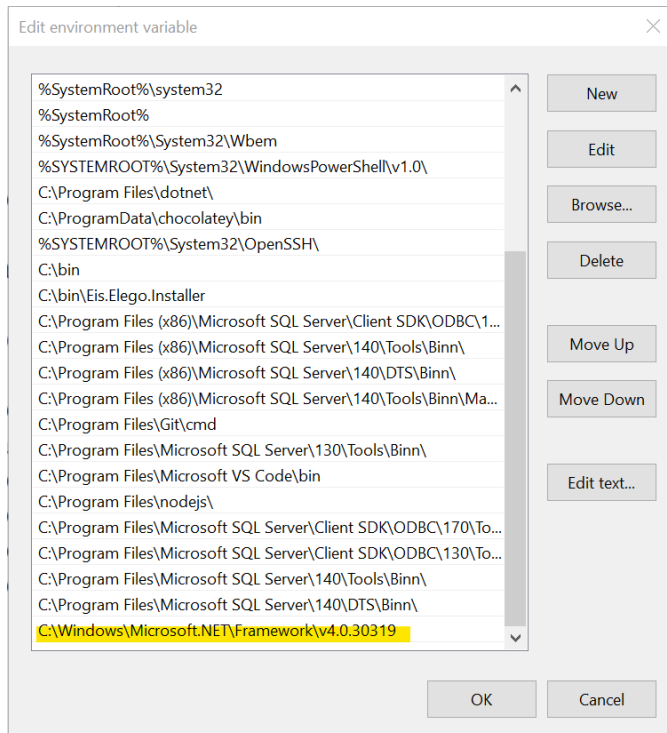 Edit environment variable
%SystemRoot%\system32
%SystemRoot%
%SystemRoot%\System32\Wbem
%SYSTEMROOT%\System32\WindowsPowerShell\v1.0\
C:\Program Files\dotnet\
C:\ProgramData\chocolatey\bin
%SYSTEMROOT%\System32\OpenSSH\
C:\bin
C:\bin\Eis.Elego.Installer
C:\Program Files (x86)\Microsoft SQL Server\Client SDK\ODBC\1...
C:\Program Files (x86)\Microsoft SQL Server\140\Tools\Binn\
C:\Program Files (x86)\Microsoft SQL Server\140\DTS\Binn\
C:\Program Files (x86)\Microsoft SQL Server\140\Tools\Binn\Ma...
C:\Program Files\Git\cmd
C:\Program Files\Microsoft SQL Server\130\Tools\Binn\
C:\Program Files\Microsoft VS Code\bin
C:\Program Files\nodejs\
C:\Program Files\Microsoft SQL Server\Client SDK\ODBC\170\To...
C:\Program Files\Microsoft SQL Server\Client SDK\ODBC\130\To...
C:\Program Files\Microsoft SQL Server\140\Tools\Binn\
C:\Program Files\Microsoft SQL Server\140\DTS\Binn\
C:\Windows\Microsoft.NET\Framework\v4.0.30319
New
Edit
Browse...
Delete
Move Up
Move Down
Edit text...
OK
Cancel